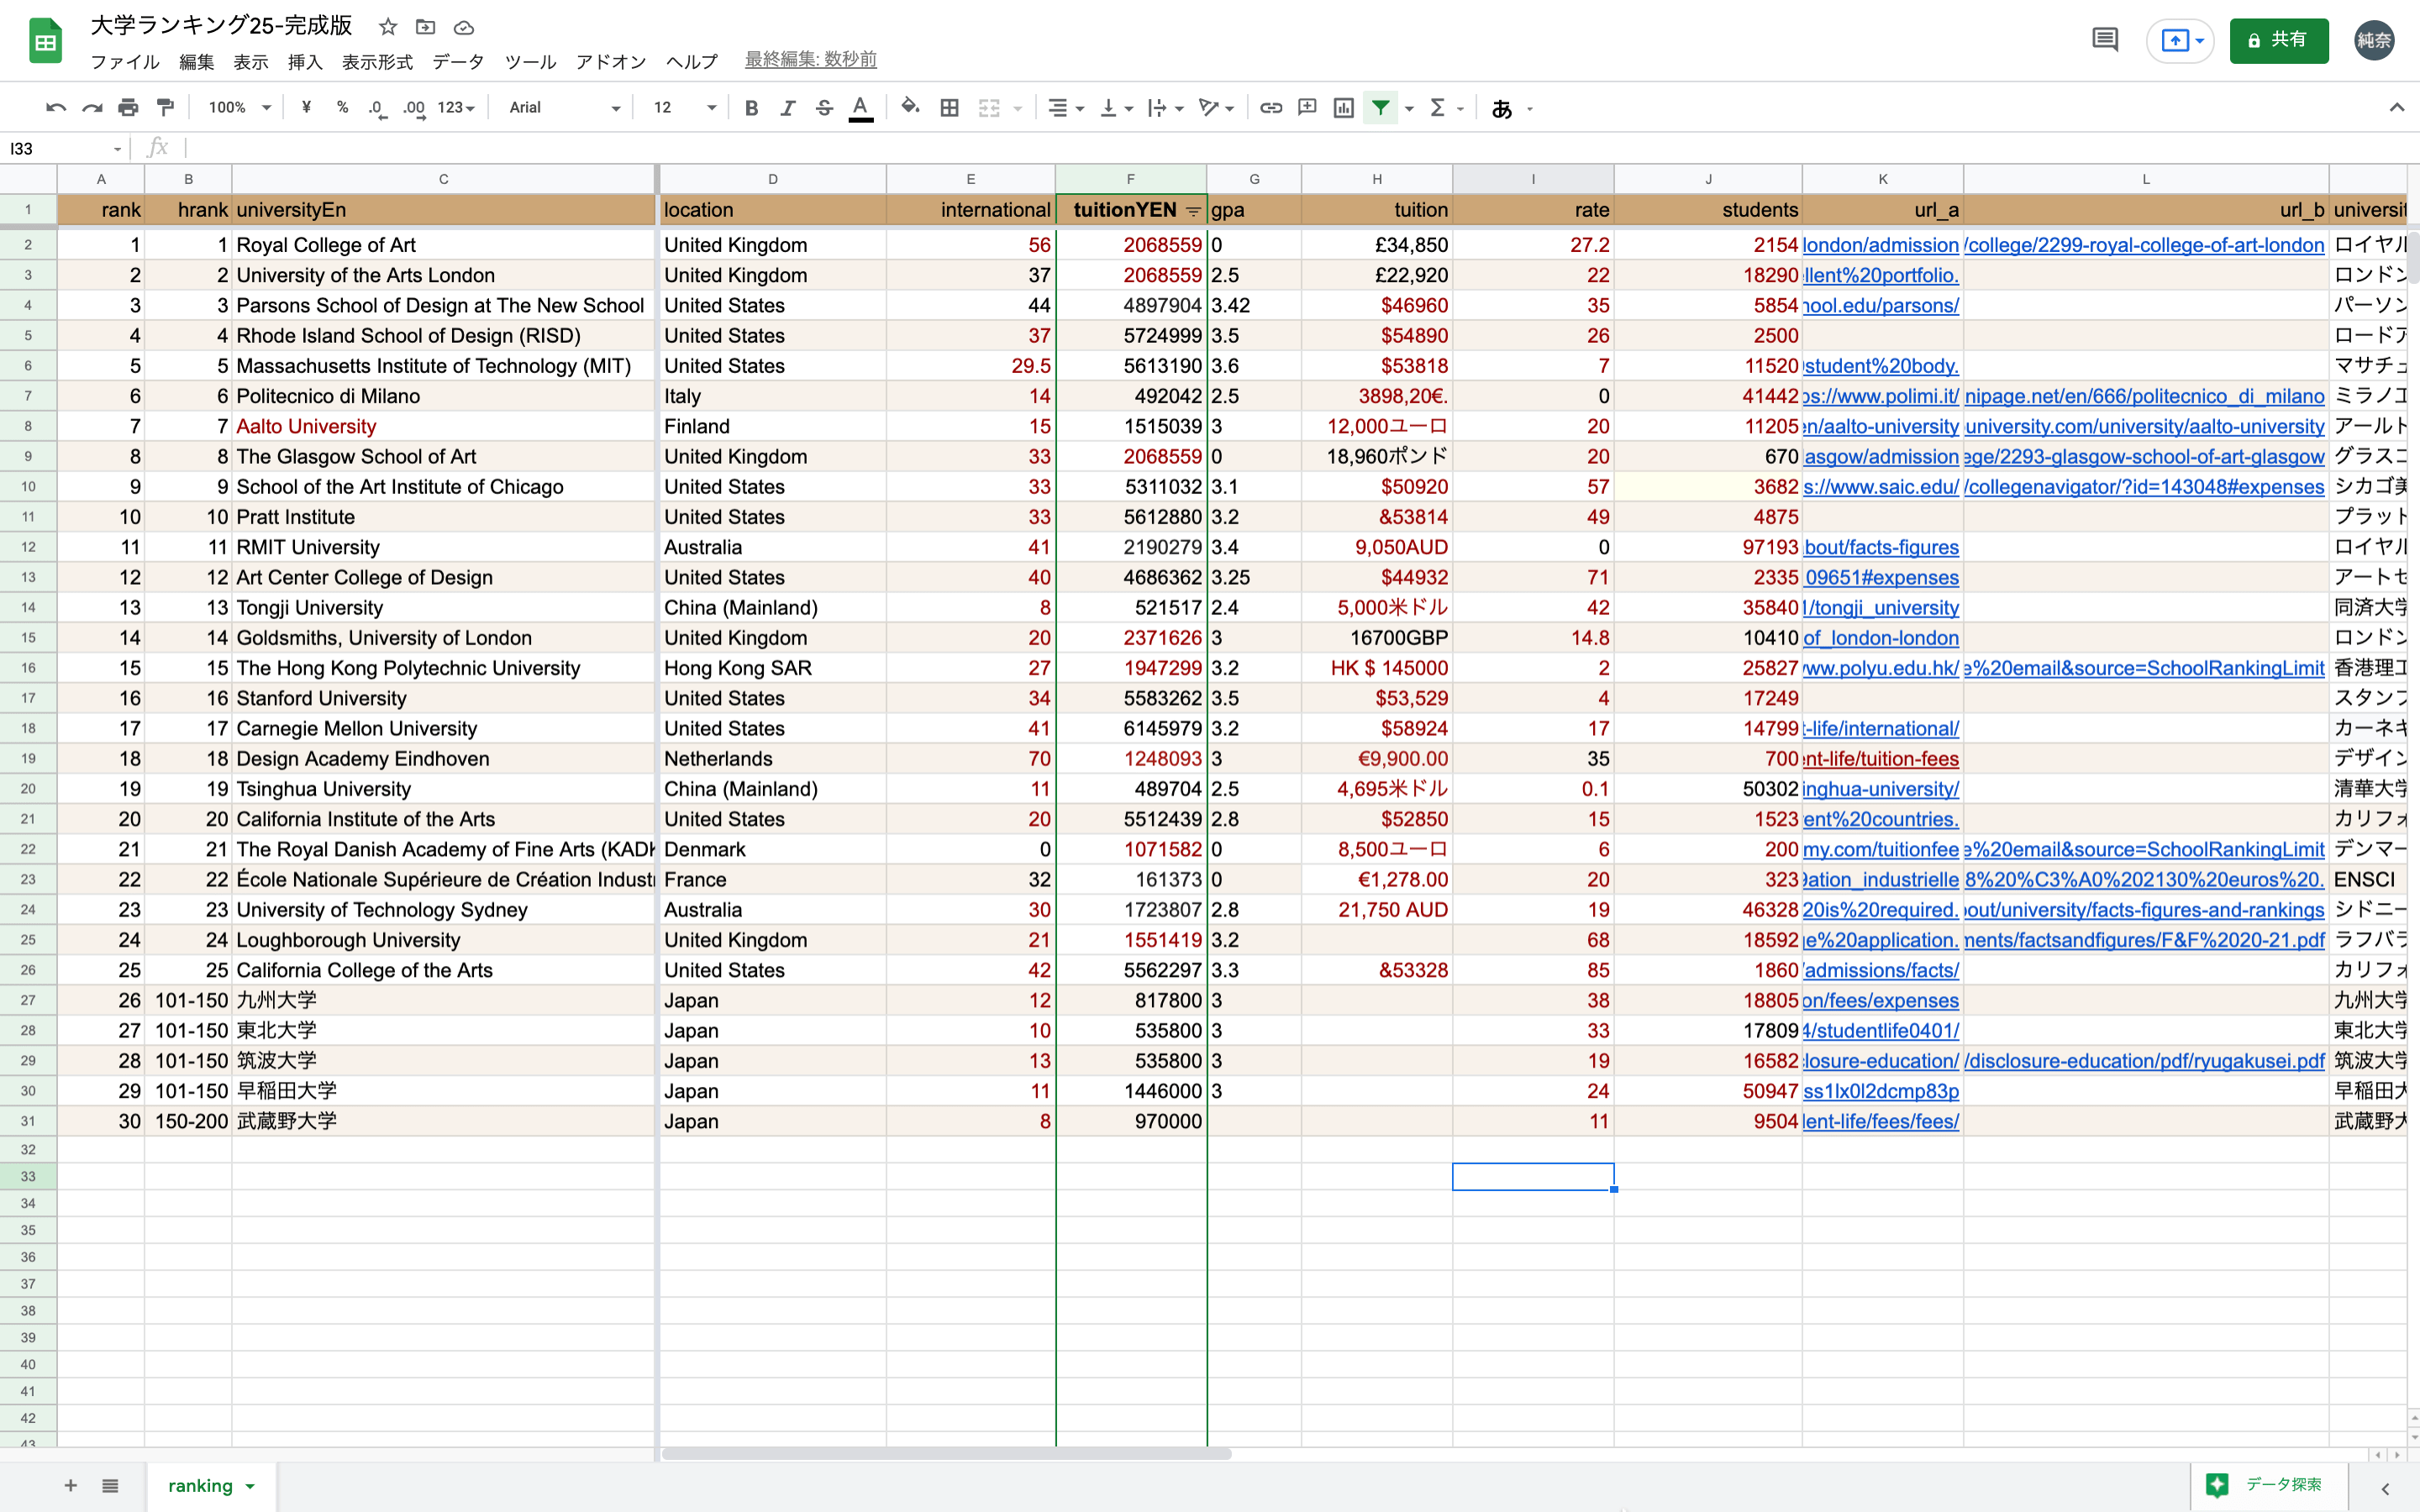 大学ランキング25-完成版
ファイル 編集 表示 挿入 表示形式 データ ツール アドオン ヘルプ 最終編集: 数秒前
共有 純奈
100% ¥ % .0 .00 123 Arial 12 B I S A Σ あ
I33 fx
A B C D E F G H I J K L
1 rank hrank universityEn location international tuitionYEN gpa tuition rate students url_a url_b universit
2 1 1 Royal College of Art United Kingdom 56 2068559 0 £34,850 27.2 2154 london/admission /college/2299-royal-college-of-art-london ロイヤル
3 2 2 University of the Arts London United Kingdom 37 2068559 2.5 £22,920 22 18290 llent%20portfolio. ロンドン
4 3 3 Parsons School of Design at The New School United States 44 4897904 3.42 $46960 35 5854 hool.edu/parsons/ パーソン
5 4 4 Rhode Island School of Design (RISD) United States 37 5724999 3.5 $54890 26 2500 ロードア
6 5 5 Massachusetts Institute of Technology (MIT) United States 29.5 5613190 3.6 $53818 7 11520 student%20body. マサチュ
7 6 6 Politecnico di Milano Italy 14 492042 2.5 3898,20€. 0 41442 ps://www.polimi.it/ nipage.net/en/666/politecnico_di_milano ミラノエ
8 7 7 Aalto University Finland 15 1515039 3 12,000ユーロ 20 11205 en/aalto-university university.com/university/aalto-university アールト
9 8 8 The Glasgow School of Art United Kingdom 33 2068559 0 18,960ポンド 20 670 asgow/admission ege/2293-glasgow-school-of-art-glasgow グラスゴ
10 9 9 School of the Art Institute of Chicago United States 33 5311032 3.1 $50920 57 3682 s://www.saic.edu/ /collegenavigator/?id=143048#expenses シカゴ美
11 10 10 Pratt Institute United States 33 5612880 3.2 &53814 49 4875 プラット
12 11 11 RMIT University Australia 41 2190279 3.4 9,050AUD 0 97193 bout/facts-figures ロイヤル
13 12 12 Art Center College of Design United States 40 4686362 3.25 $44932 71 2335 09651#expenses アートセ
14 13 13 Tongji University China (Mainland) 8 521517 2.4 5,000米ドル 42 35840 1/tongji_university 同済大学
15 14 14 Goldsmiths, University of London United Kingdom 20 2371626 3 16700GBP 14.8 10410 of_london-london ロンドン
16 15 15 The Hong Kong Polytechnic University Hong Kong SAR 27 1947299 3.2 HK $ 145000 2 25827 www.polyu.edu.hk/ e%20email&source=SchoolRankingLimit 香港理工
17 16 16 Stanford University United States 34 5583262 3.5 $53,529 4 17249 スタンフ
18 17 17 Carnegie Mellon University United States 41 6145979 3.2 $58924 17 14799 t-life/international/ カーネギ
19 18 18 Design Academy Eindhoven Netherlands 70 1248093 3 €9,900.00 35 700 ent-life/tuition-fees デザイン
20 19 19 Tsinghua University China (Mainland) 11 489704 2.5 4,695米ドル 0.1 50302 inghua-university/ 清華大学
21 20 20 California Institute of the Arts United States 20 5512439 2.8 $52850 15 1523 ent%20countries. カリフォ
22 21 21 The Royal Danish Academy of Fine Arts (KADK Denmark 0 1071582 0 8,500ユーロ 6 200 my.com/tuitionfee e%20email&source=SchoolRankingLimit デンマー
23 22 22 École Nationale Supérieure de Création Industr France 32 161373 0 €1,278.00 20 323 ation_industrielle 8%20%C3%A0%202130%20euros%20. ENSCI
24 23 23 University of Technology Sydney Australia 30 1723807 2.8 21,750 AUD 19 46328 20is%20required. out/university/facts-figures-and-rankings シドニー
25 24 24 Loughborough University United Kingdom 21 1551419 3.2 68 18592 e%20application. ments/factsandfigures/F&F%2020-21.pdf ラフバラ
26 25 25 California College of the Arts United States 42 5562297 3.3 &53328 85 1860 /admissions/facts/ カリフォ
27 26 101-150 九州大学 Japan 12 817800 3 38 18805 on/fees/expenses 九州大学
28 27 101-150 東北大学 Japan 10 535800 3 33 17809 4/studentlife0401/ 東北大学
29 28 101-150 筑波大学 Japan 13 535800 3 19 16582 closure-education/ /disclosure-education/pdf/ryugakusei.pdf 筑波大学
30 29 101-150 早稲田大学 Japan 11 1446000 3 24 50947 ss1lx0l2dcmp83p 早稲田大
31 30 150-200 武蔵野大学 Japan 8 970000 11 9504 lent-life/fees/fees/ 武蔵野大
32
33
34
35
36
37
38
39
40
41
42
43
ranking データ探索